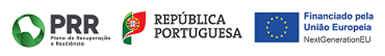 PRR
Plano de Recuperação
e Resiliência
REPÚBLICA
PORTUGUESA
Financiado pela
União Europeia
NextGenerationEU